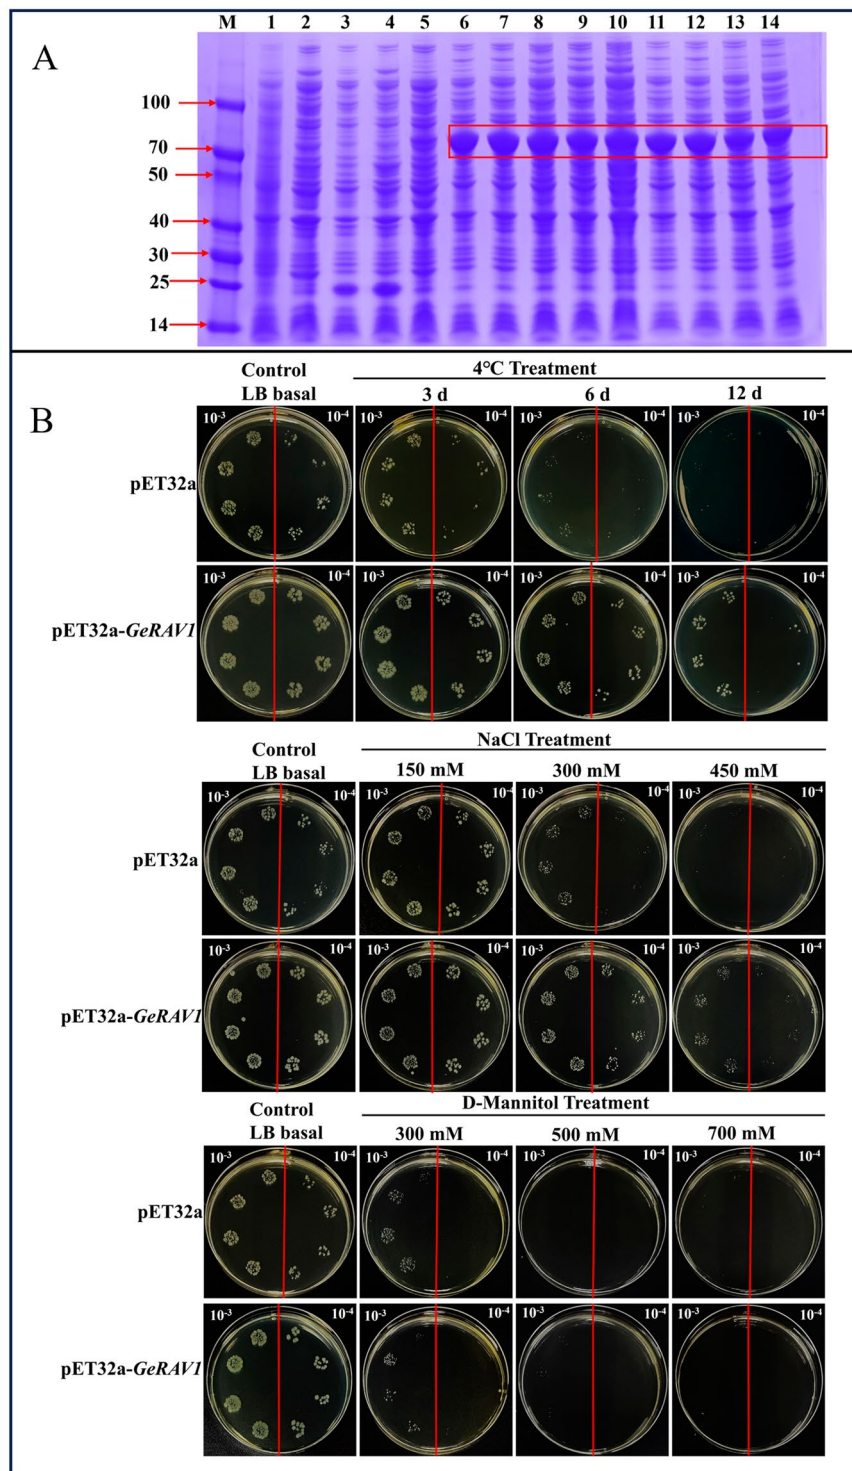 M 1 2 3 4 5 6 7 8 9 10 11 12 13 14
A
100
70
50
40
30
25
14
B
Control
LB basal
4°C Treatment
3 d 6 d 12 d
10-3 10-4 10-3 10-4 10-3 10-4 10-3 10-4
pET32a
10-3 10-4 10-3 10-4 10-3 10-4 10-3 10-4
pET32a-GeRAV1
Control
LB basal
NaCl Treatment
150 mM 300 mM 450 mM
10-3 10-4 10-3 10-4 10-3 10-4 10-3 10-4
pET32a
10-3 10-4 10-3 10-4 10-3 10-4 10-3 10-4
pET32a-GeRAV1
Control
LB basal
D-Mannitol Treatment
300 mM 500 mM 700 mM
10-3 10-4 10-3 10-4 10-3 10-4 10-3 10-4
pET32a
10-3 10-4 10-3 10-4 10-3 10-4 10-3 10-4
pET32a-GeRAV1